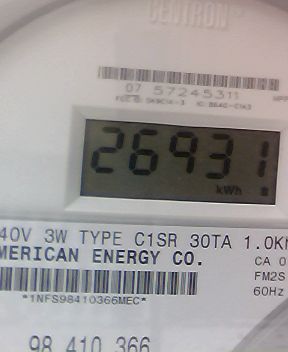 CENTRON
07 57245311
26931
kWh
40V 3W TYPE C1SR 30TA 1.0K
MERICAN ENERGY CO.
CA 0
FM2S
60Hz
*1NFS98410366MEC*
98 410 366